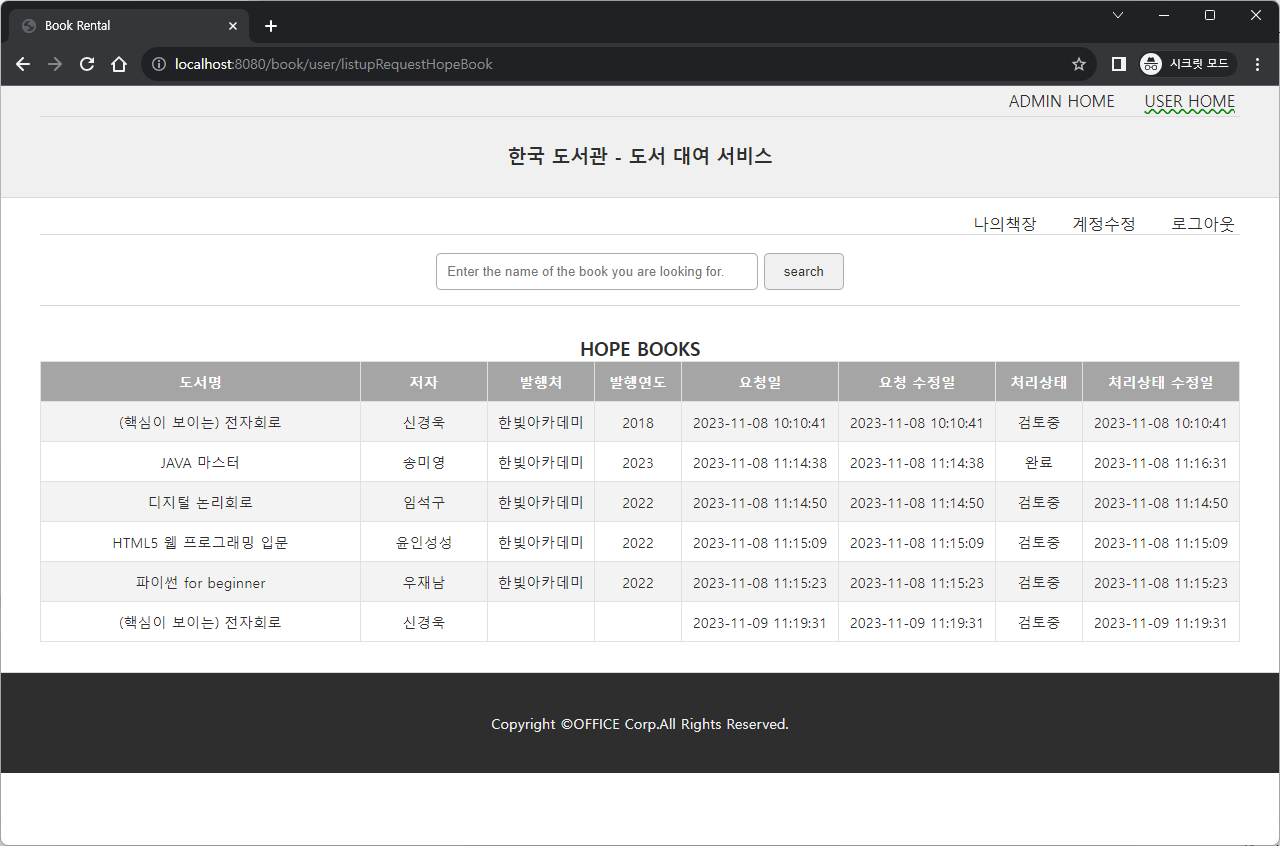 Book Rental
localhost:8080/book/user/listupRequestHopeBook
시크릿 모드
ADMIN HOME USER HOME
한국 도서관 - 도서 대여 서비스
나의책장 계정수정 로그아웃
Enter the name of the book you are looking for. search
HOPE BOOKS
도서명 저자 발행처 발행연도 요청일 요청 수정일 처리상태 처리상태 수정일
(핵심이 보이는) 전자회로 신경욱 한빛아카데미 2018 2023-11-08 10:10:41 2023-11-08 10:10:41 검토중 2023-11-08 10:10:41
JAVA 마스터 송미영 한빛아카데미 2023 2023-11-08 11:14:38 2023-11-08 11:14:38 완료 2023-11-08 11:16:31
디지털 논리회로 임석구 한빛아카데미 2022 2023-11-08 11:14:50 2023-11-08 11:14:50 검토중 2023-11-08 11:14:50
HTML5 웹 프로그래밍 입문 윤인성성 한빛아카데미 2022 2023-11-08 11:15:09 2023-11-08 11:15:09 검토중 2023-11-08 11:15:09
파이썬 for beginner 우재남 한빛아카데미 2022 2023-11-08 11:15:23 2023-11-08 11:15:23 검토중 2023-11-08 11:15:23
(핵심이 보이는) 전자회로 신경욱 2023-11-09 11:19:31 2023-11-09 11:19:31 검토중 2023-11-09 11:19:31
Copyright ©OFFICE Corp.All Rights Reserved.